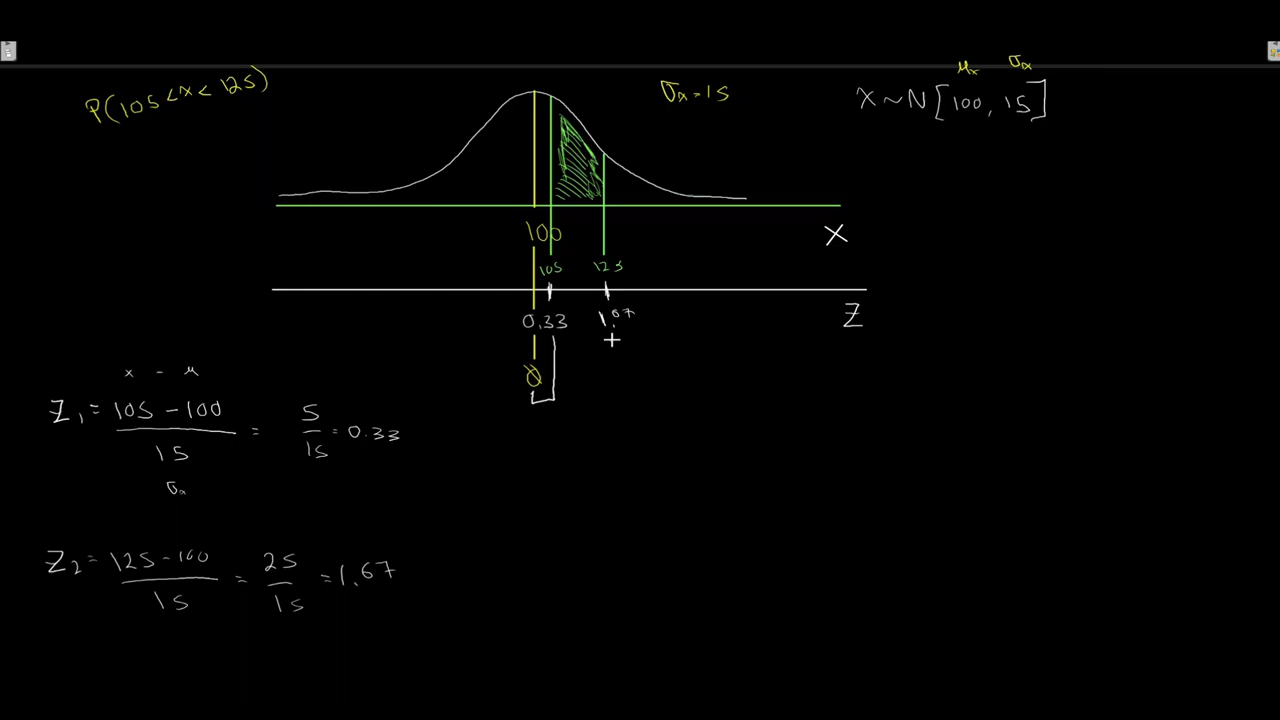 P(105 < x < 125)
σx = 15
μx σx
X ~ N [100, 15]
100
X
105 125
0.33 1.67
Z
0
x - μ
Z1 = 105 - 100 / 15 = 5 / 15 = 0.33
σx
Z2 = 125 - 100 / 15 = 25 / 15 = 1.67